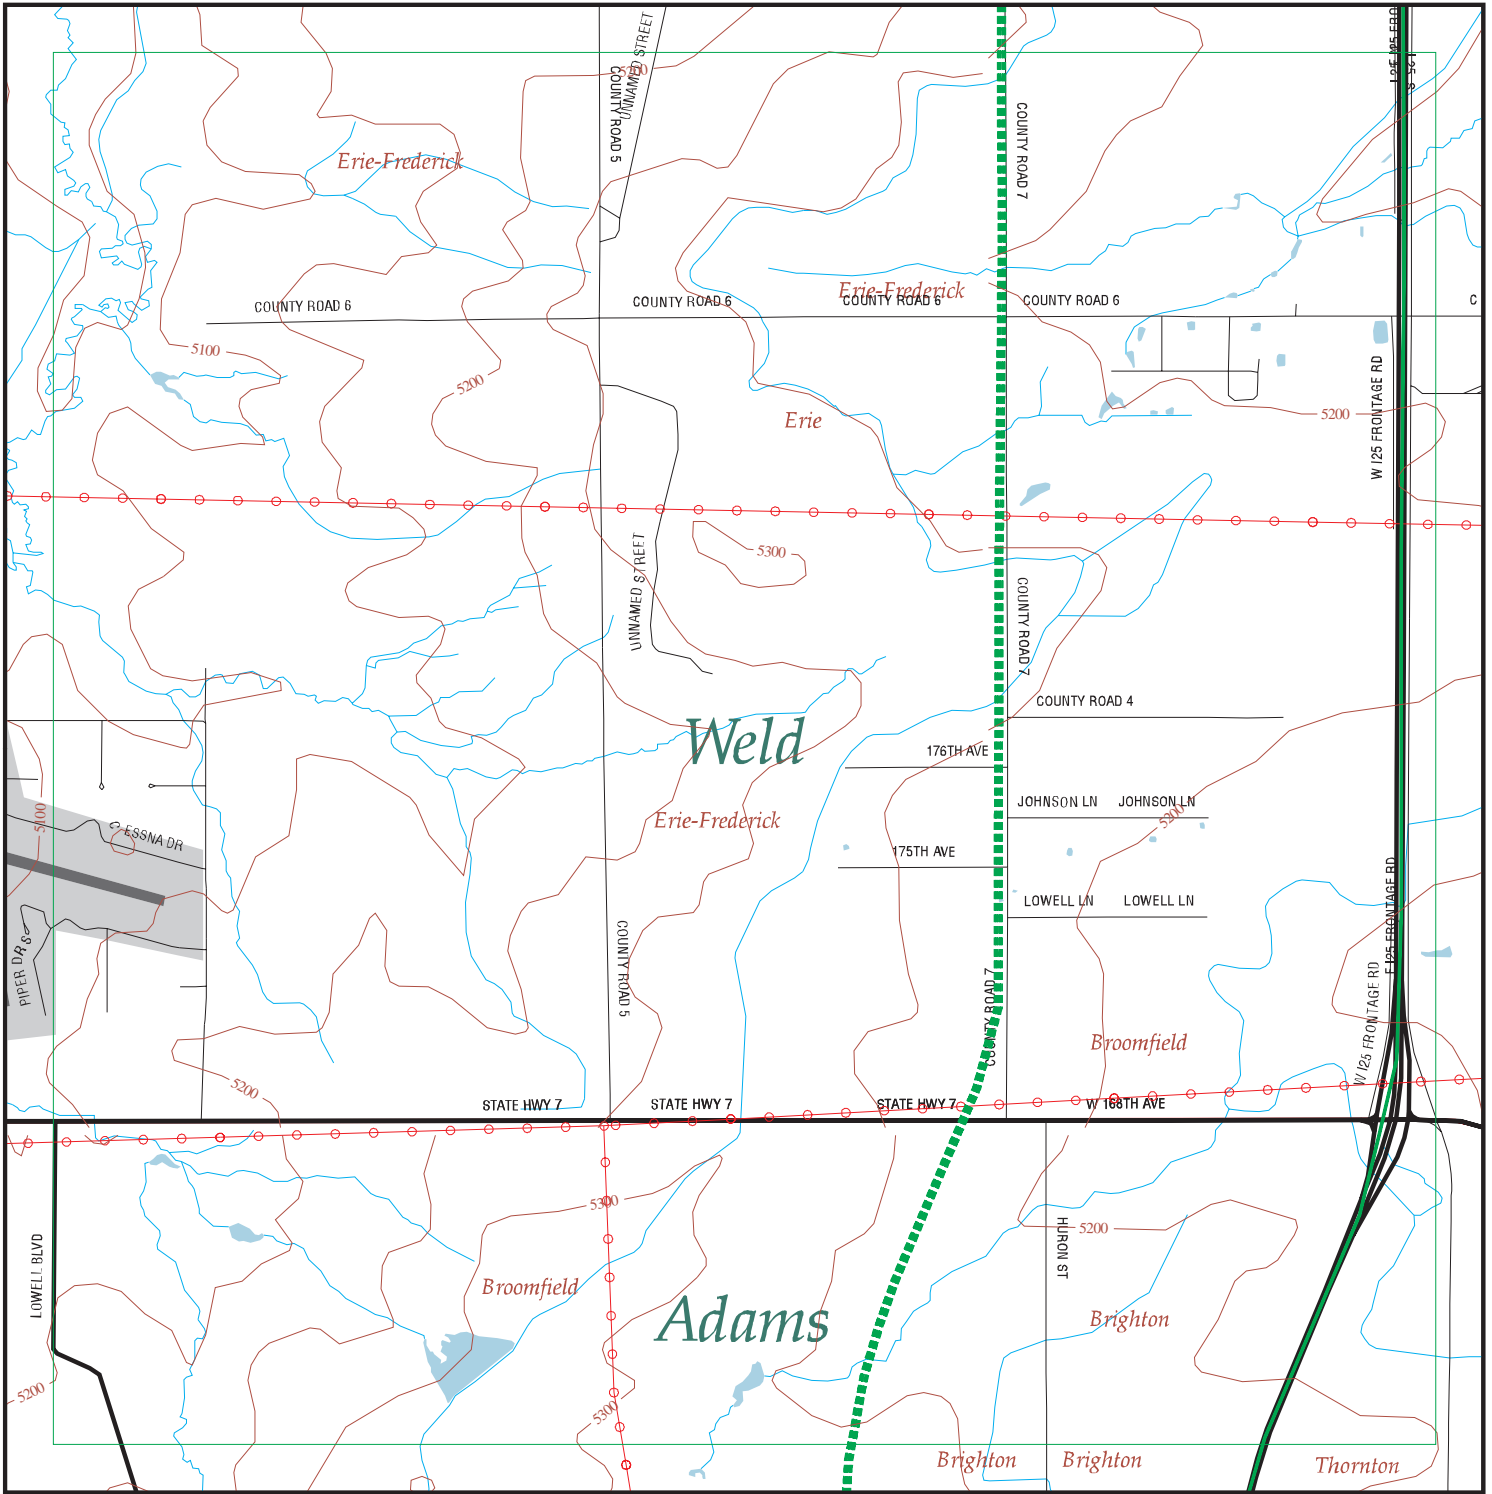 UNNAMED STREET
5200
COUNTY ROAD 5
COUNTY ROAD 7
Erie-Frederick
Erie-Frederick
COUNTY ROAD 6
COUNTY ROAD 6
COUNTY ROAD 6
COUNTY ROAD 6
C
5100
5200
W I25 FRONTAGE RD
5200
Erie
5300
UNNAMED STREET
COUNTY ROAD 7
COUNTY ROAD 4
Weld
176TH AVE
JOHNSON LN
JOHNSON LN
5200
5100
CESSNA DR
Erie-Frederick
175TH AVE
LOWELL LN
LOWELL LN
E I25 FRONTAGE RD
PIPER DR S
COUNTY ROAD 5
COUNTY ROAD 7
W I25 FRONTAGE RD
Broomfield
5200
STATE HWY 7
STATE HWY 7
STATE HWY 7
W 168TH AVE
5300
LOWELL BLVD
HURON ST
5200
Broomfield
Adams
Brighton
5200
5300
Brighton
Brighton
Thornton